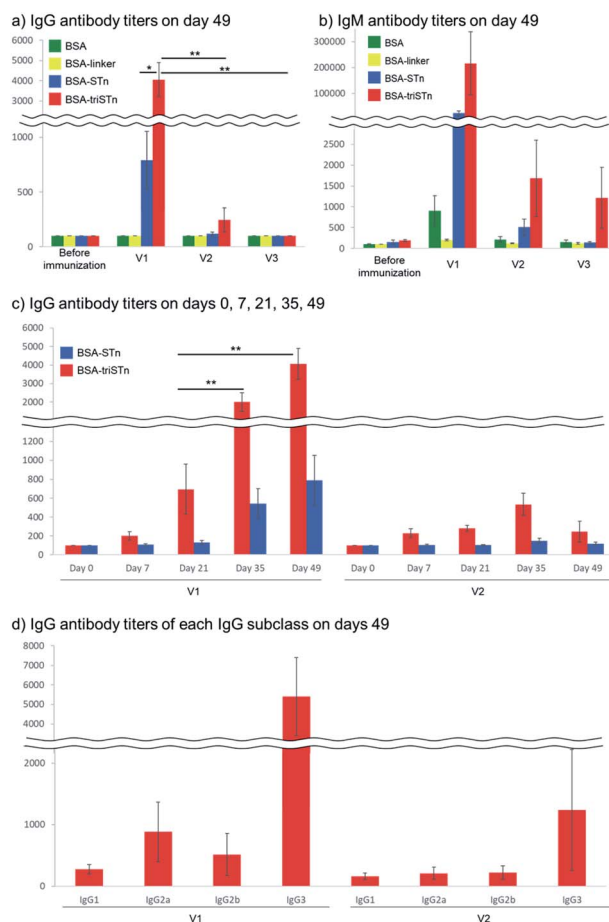 a) IgG antibody titers on day 49
BSA
BSA-linker
BSA-STn
BSA-triSTn
*
**
**
6000
5000
4000
3000
1000
500
0
Before immunization
V1
V2
V3
b) IgM antibody titers on day 49
BSA
BSA-linker
BSA-STn
BSA-triSTn
300000
200000
100000
2500
2000
1500
1000
500
0
Before immunization
V1
V2
V3
c) IgG antibody titers on days 0, 7, 21, 35, 49
BSA-STn
BSA-triSTn
**
**
6000
5000
4000
3000
2000
1200
1000
800
600
400
200
0
Day 0 Day 7 Day 21 Day 35 Day 49 Day 0 Day 7 Day 21 Day 35 Day 49
V1 V2
d) IgG antibody titers of each IgG subclass on days 49
8000
7000
6000
5000
4000
2000
1000
0
IgG1 IgG2a IgG2b IgG3 IgG1 IgG2a IgG2b IgG3
V1 V2